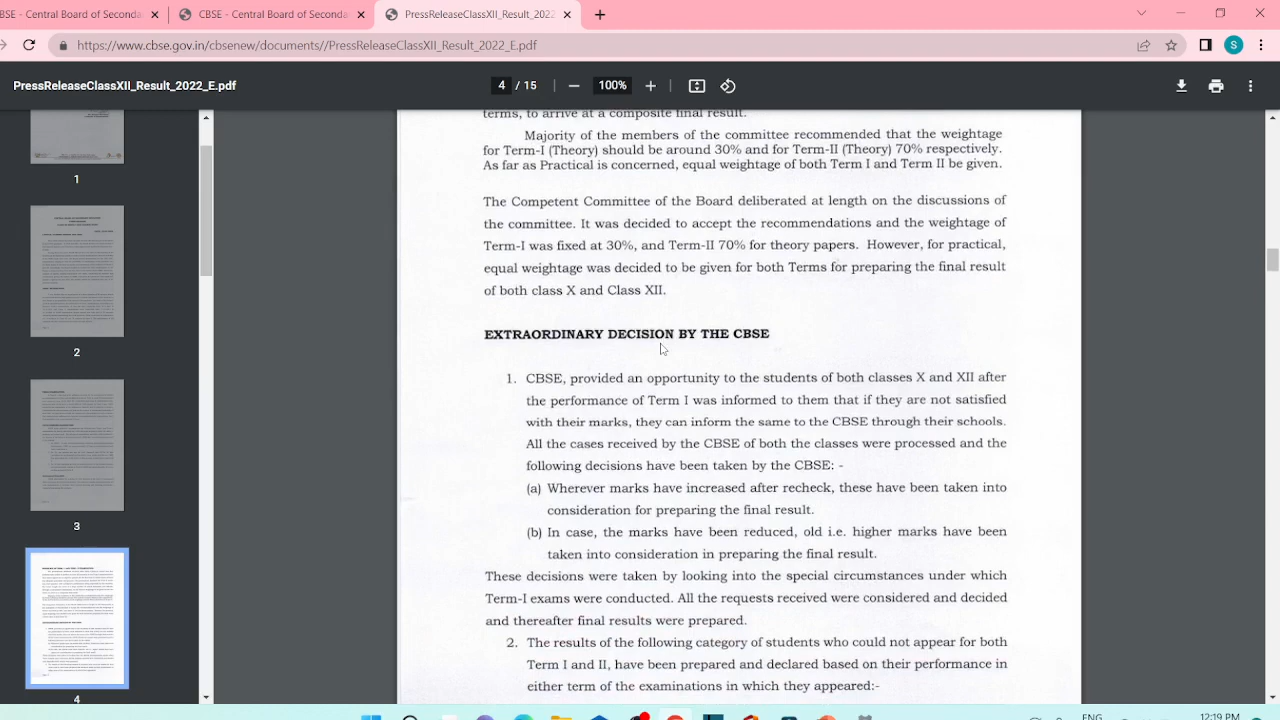 BSE - Central Board of Seconda
CBSE - Central Board of Seconda
PressReleaseClassXII_Result_2022
https://www.cbse.gov.in/cbsenew/documents//PressReleaseClassXII_Result_2022_E.pdf
S
PressReleaseClassXII_Result_2022_E.pdf
4 / 15
100%
1
2
3
4
terms, to arrive at a composite final result.
Majority of the members of the committee recommended that the weightage
for Term-I (Theory) should be around 30% and for Term-II (Theory) 70% respectively.
As far as Practical is concerned, equal weightage of both Term I and Term II be given.
The Competent Committee of the Board deliberated at length on the discussions of
the committee. It was decided to accept the recommendations and the weightage of
Term-I was fixed at 30%, and Term-II 70% for theory papers. However, for practical,
equal weightage was decided to be given for both Terms for preparing the final result
of both class X and Class XII.
EXTRAORDINARY DECISION BY THE CBSE
1. CBSE, provided an opportunity to the students of both classes X and XII after
the performance of Term I was informed to them that if they are not satisfied
with their marks, they can inform the same to the CBSE through their schools.
All the cases received by the CBSE of both the classes were processed and the
following decisions have been taken by the CBSE: -
(a) Wherever marks have increased after recheck, these have been taken into
consideration for preparing the final result.
(b) In case, the marks have been reduced, old i.e. higher marks have been
taken into consideration in preparing the final result.
These decisions were taken by looking into the special circumstances under which
Term-I exams were conducted. All the requests received were considered and decided
and thereafter final results were prepared.
2. The results of the following category of students who could not appear for both
Term I and II, have been prepared and declared based on their performance in
either term of the examinations in which they appeared:-
ENG
12:19 PM